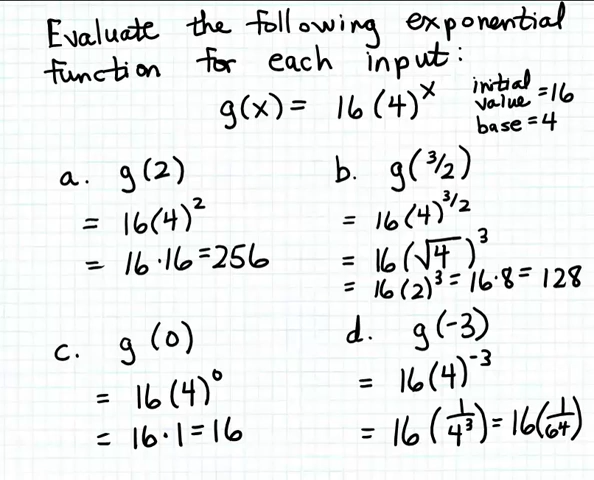 Evaluate the following exponential
function for each input:
g(x) = 16(4)^x
initial
value = 16
base = 4
a. g(2)
= 16(4)^2
= 16·16 = 256
b. g(3/2)
= 16(4)^3/2
= 16(√4)^3
= 16(2)^3 = 16·8 = 128
c. g(0)
= 16(4)^0
= 16·1 = 16
d. g(-3)
= 16(4)^-3
= 16(1/4^3) = 16(1/64)